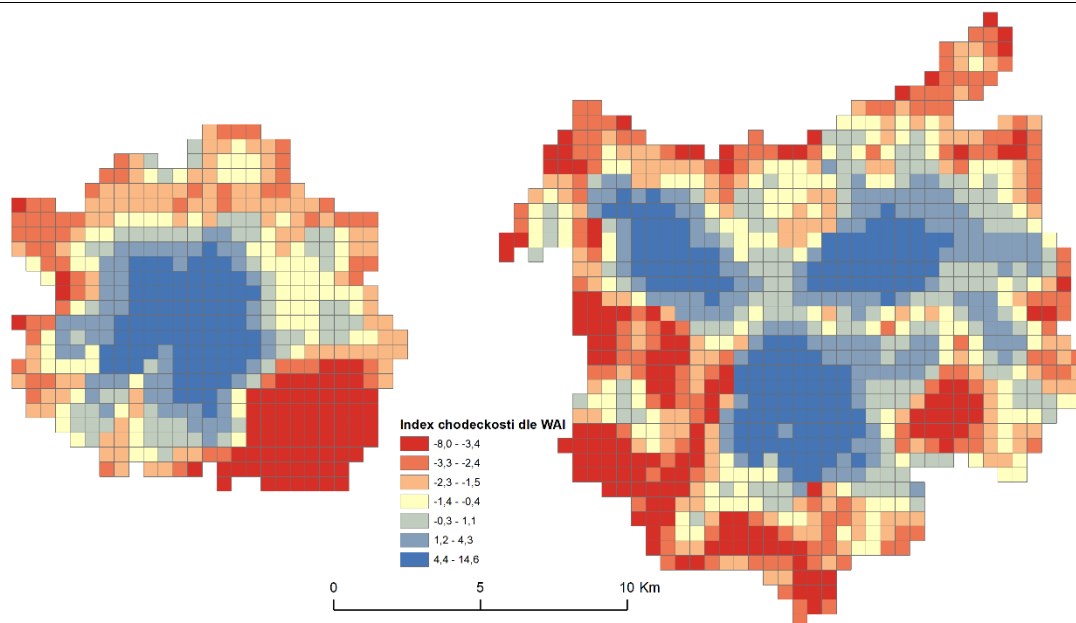 Index chodeckosti dle WAI
-8,0 - -3,4
-3,3 - -2,4
-2,3 - -1,5
-1,4 - -0,4
-0,3 - 1,1
1,2 - 4,3
4,4 - 14,6
0 5 10 Km